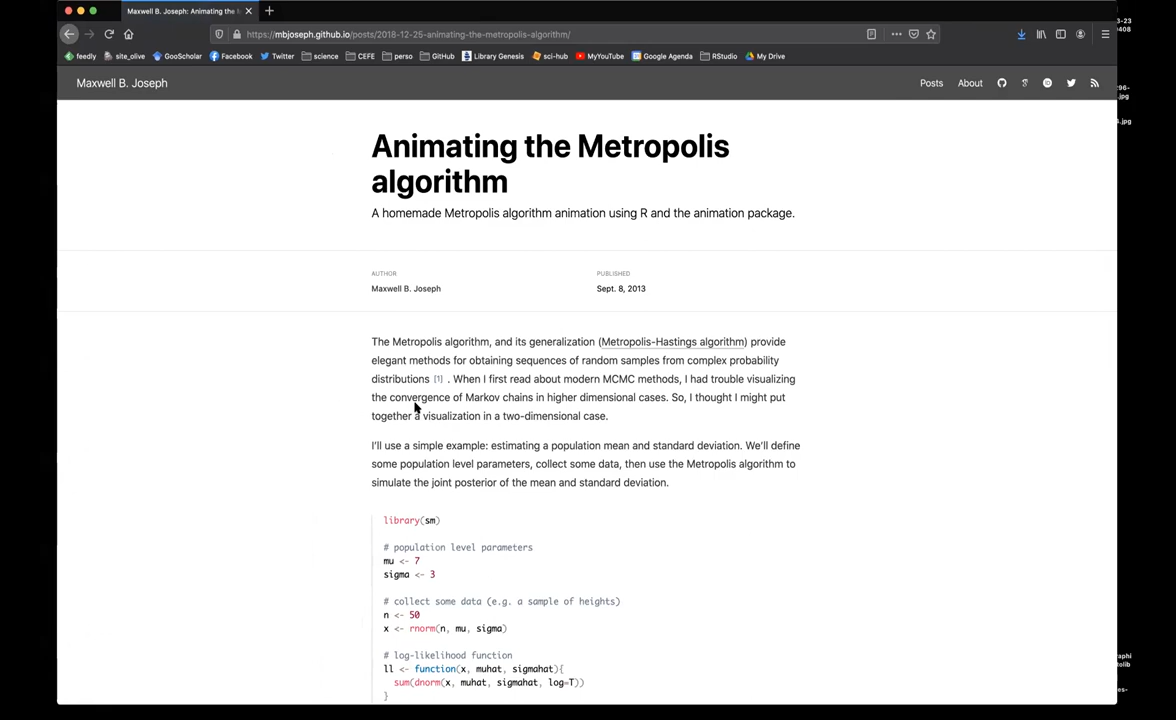 Maxwell B. Joseph: Animating the M
https://mbjoseph.github.io/posts/2018-12-25-animating-the-metropolis-algorithm/
feedly site_olive GooScholar Facebook Twitter science CEFE perso GitHub Library Genesis sci-hub MyYouTube Google Agenda RStudio My Drive
Maxwell B. Joseph Posts About
Animating the Metropolis
algorithm
A homemade Metropolis algorithm animation using R and the animation package.
AUTHOR PUBLISHED
Maxwell B. Joseph Sept. 8, 2013
The Metropolis algorithm, and its generalization (Metropolis-Hastings algorithm) provide
elegant methods for obtaining sequences of random samples from complex probability
distributions [1] . When I first read about modern MCMC methods, I had trouble visualizing
the convergence of Markov chains in higher dimensional cases. So, I thought I might put
together a visualization in a two-dimensional case.
I'll use a simple example: estimating a population mean and standard deviation. We'll define
some population level parameters, collect some data, then use the Metropolis algorithm to
simulate the joint posterior of the mean and standard deviation.
library(sm)
# population level parameters
mu <- 7
sigma <- 3
# collect some data (e.g. a sample of heights)
n <- 50
x <- rnorm(n, mu, sigma)
# log-likelihood function
ll <- function(x, muhat, sigmahat){
sum(dnorm(x, muhat, sigmahat, log=T))
}